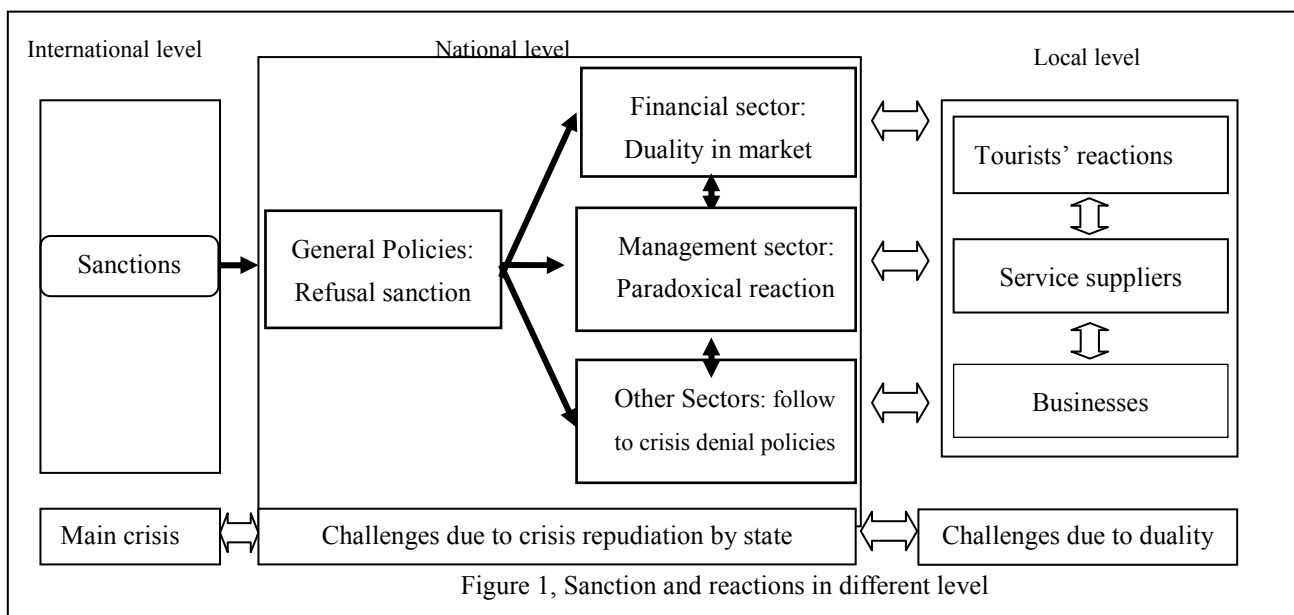 International level
National level
Local level
Sanctions
General Policies:
Refusal sanction
Financial sector:
Duality in market
Management sector:
Paradoxical reaction
Other Sectors: follow
to crisis denial policies
Tourists’ reactions
Service suppliers
Businesses
Main crisis
Challenges due to crisis repudiation by state
Challenges due to duality
Figure 1, Sanction and reactions in different level